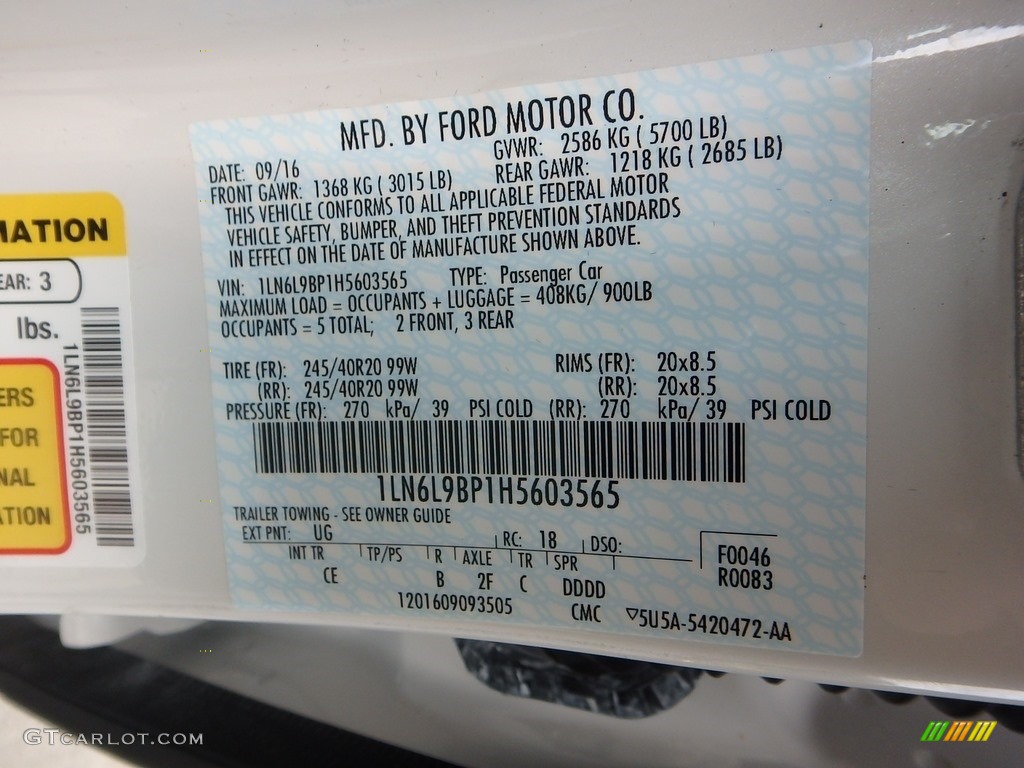 MFD. BY FORD MOTOR CO.
DATE: 09/16 GVWR: 2586 KG ( 5700 LB)
FRONT GAWR: 1368 KG ( 3015 LB) REAR GAWR: 1218 KG ( 2685 LB)
THIS VEHICLE CONFORMS TO ALL APPLICABLE FEDERAL MOTOR
VEHICLE SAFETY, BUMPER, AND THEFT PREVENTION STANDARDS
IN EFFECT ON THE DATE OF MANUFACTURE SHOWN ABOVE.
VIN: 1LN6L9BP1H5603565 TYPE: Passenger Car
MAXIMUM LOAD = OCCUPANTS + LUGGAGE = 408KG/ 900LB
OCCUPANTS = 5 TOTAL; 2 FRONT, 3 REAR
TIRE (FR): 245/40R20 99W RIMS (FR): 20x8.5
(RR): 245/40R20 99W (RR): 20x8.5
PRESSURE (FR): 270 kPa/ 39 PSI COLD (RR): 270 kPa/ 39 PSI COLD
1LN6L9BP1H5603565
TRAILER TOWING - SEE OWNER GUIDE
EXT PNT: UG RC: 18 DSO:
INT TR TP/PS R AXLE TR SPR
CE B 2F C DDDD
F0046
R0083
1201609093505 CMC ▽5U5A-5420472-AA
MATION
EAR: 3
lbs.
1LN6L9BP1H5603565
ERS
FOR
NAL
ATION
GTCARLOT.COM